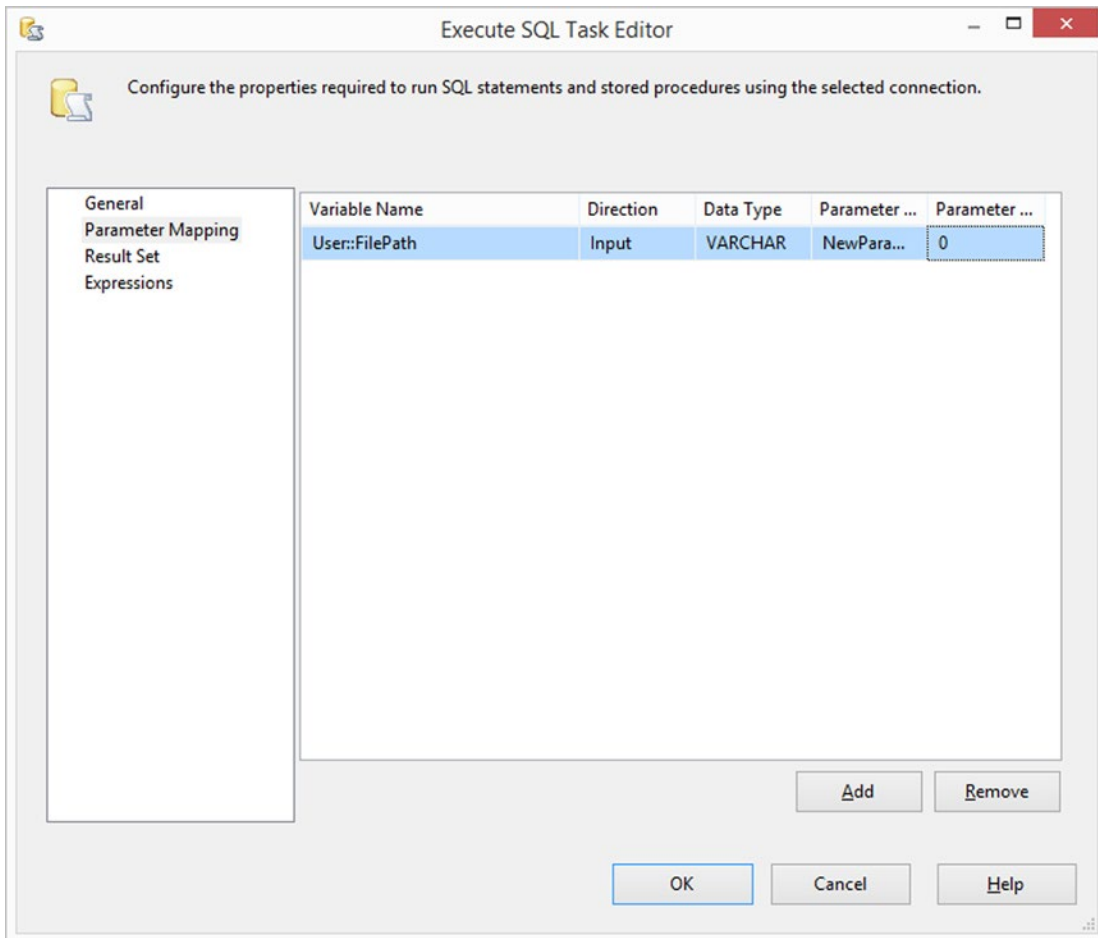 Execute SQL Task Editor
Configure the properties required to run SQL statements and stored procedures using the selected connection.
General
Parameter Mapping
Result Set
Expressions
Variable Name Direction Data Type Parameter ... Parameter ...
User::FilePath Input VARCHAR NewPara... 0
Add Remove
OK Cancel Help